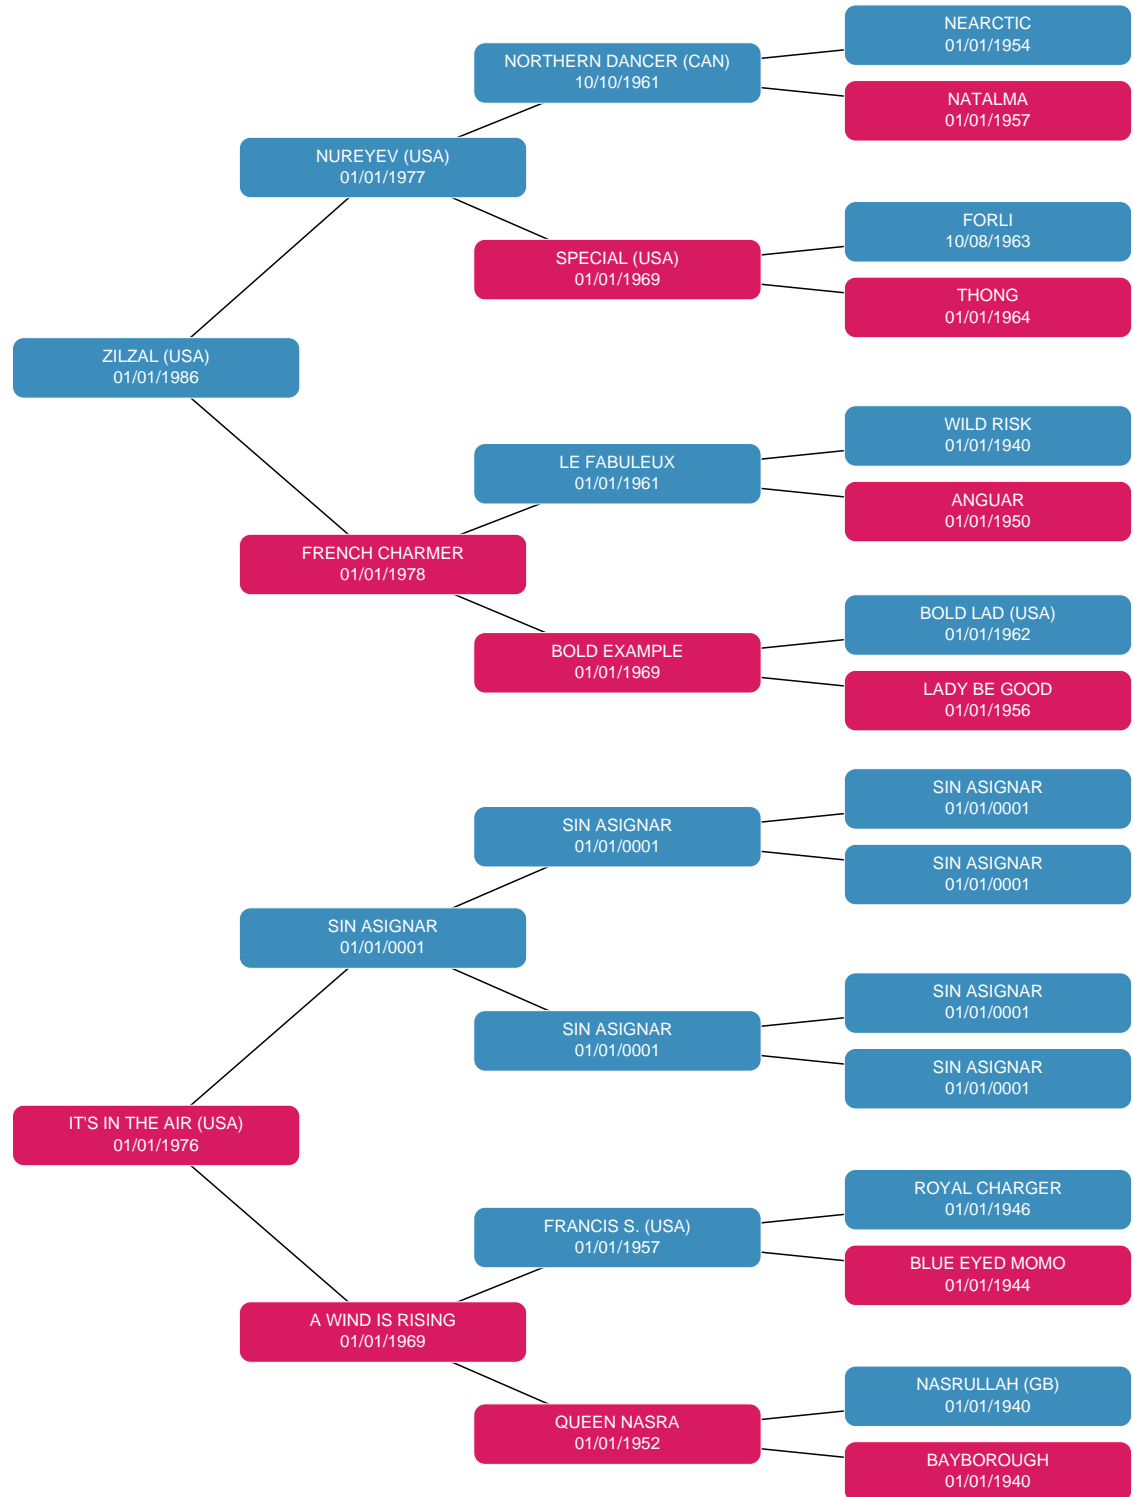 NEARCTIC
01/01/1954
NORTHERN DANCER (CAN)
10/10/1961
NATALMA
01/01/1957
NUREYEV (USA)
01/01/1977
FORLI
10/08/1963
SPECIAL (USA)
01/01/1969
THONG
01/01/1964
ZILZAL (USA)
01/01/1986
WILD RISK
01/01/1940
LE FABULEUX
01/01/1961
ANGUAR
01/01/1950
FRENCH CHARMER
01/01/1978
BOLD LAD (USA)
01/01/1962
BOLD EXAMPLE
01/01/1969
LADY BE GOOD
01/01/1956
SIN ASIGNAR
01/01/0001
SIN ASIGNAR
01/01/0001
SIN ASIGNAR
01/01/0001
SIN ASIGNAR
01/01/0001
SIN ASIGNAR
01/01/0001
SIN ASIGNAR
01/01/0001
SIN ASIGNAR
01/01/0001
IT'S IN THE AIR (USA)
01/01/1976
ROYAL CHARGER
01/01/1946
FRANCIS S. (USA)
01/01/1957
BLUE EYED MOMO
01/01/1944
A WIND IS RISING
01/01/1969
NASRULLAH (GB)
01/01/1940
QUEEN NASRA
01/01/1952
BAYBOROUGH
01/01/1940